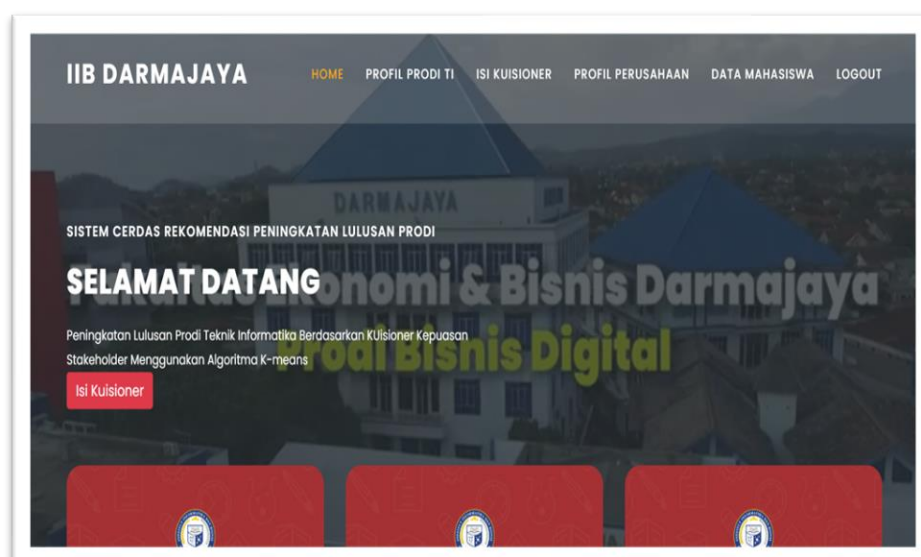 IIB DARMAJAYA
HOME PROFIL PRODI TI ISI KUISIONER PROFIL PERUSAHAAN DATA MAHASISWA LOGOUT
DARMAJAYA
SISTEM CERDAS REKOMENDASI PENINGKATAN LULUSAN PRODI
SELAMAT DATANG
Ekonomi & Bisnis Darmajaya
Prodi Bisnis Digital
Peningkatan Lulusan Prodi Teknik Informatika Berdasarkan KUisioner Kepuasan
Stakeholder Menggunakan Algoritma K-means
Isi Kuisioner